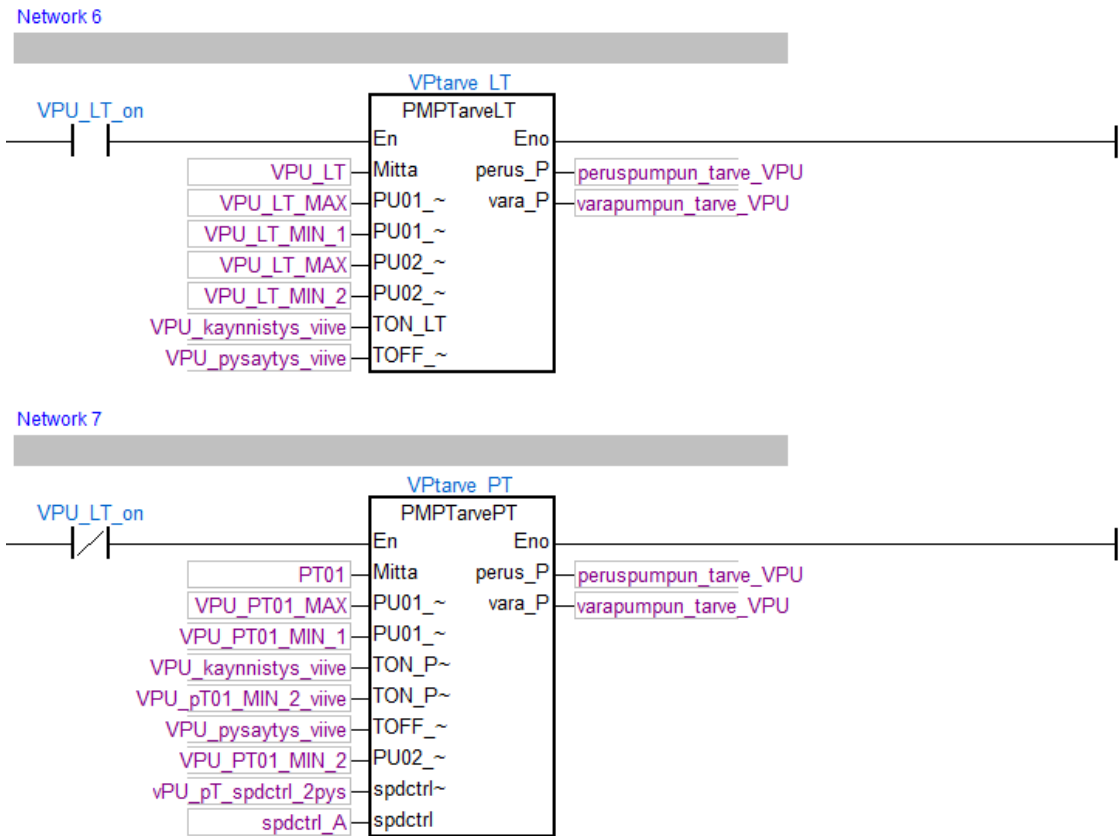 Network 6
VPtarve_LT
VPU_LT_on
PMPTarveLT
En Eno
VPU_LT Mitta perus_P peruspumpun_tarve_VPU
VPU_LT_MAX PU01_~ vara_P varapumpun_tarve_VPU
VPU_LT_MIN_1 PU01_~
VPU_LT_MAX PU02_~
VPU_LT_MIN_2 PU02_~
VPU_kaynnistys_viive TON_LT
VPU_pysaytys_viive TOFF_~
Network 7
VPtarve_PT
VPU_LT_on
PMPTarvePT
En Eno
PT01 Mitta perus_P peruspumpun_tarve_VPU
VPU_PT01_MAX PU01_~ vara_P varapumpun_tarve_VPU
VPU_PT01_MIN_1 PU01_~
VPU_kaynnistys_viive TON_P~
VPU_pT01_MIN_2_viive TON_P~
VPU_pysaytys_viive TOFF_~
VPU_PT01_MIN_2 PU02_~
vPU_pT_spdctrl_2pys spdctrl~
spdctrl_A spdctrl